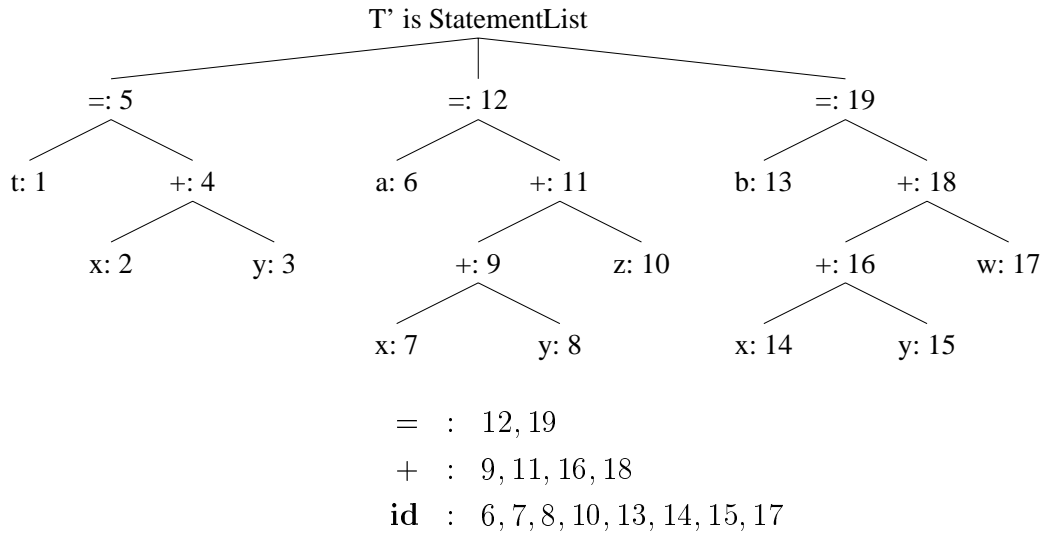 T’ is StatementList
=: 5 =: 12 =: 19
t: 1 +: 4 a: 6 +: 11 b: 13 +: 18
x: 2 y: 3 +: 9 z: 10 +: 16 w: 17
x: 7 y: 8 x: 14 y: 15
= : 12, 19
+ : 9, 11, 16, 18
id : 6, 7, 8, 10, 13, 14, 15, 17